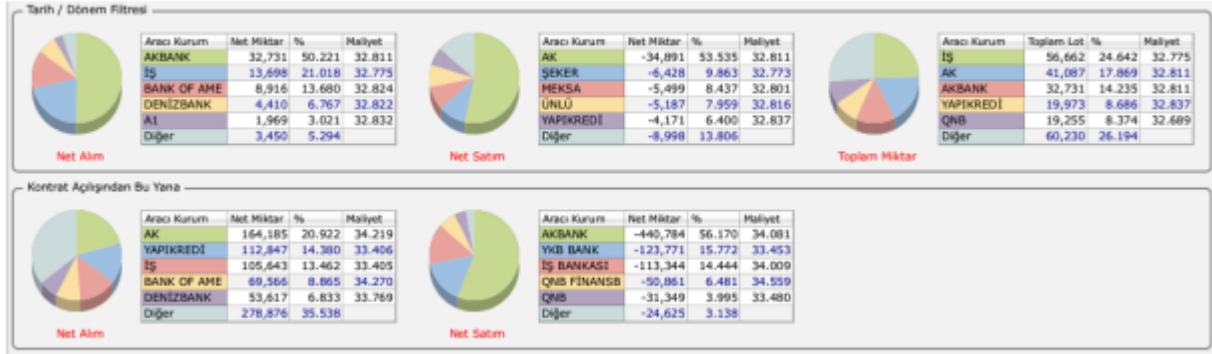 Tarih / Dönem Filtresi
Aracı Kurum Net Miktar % Maliyet
AKBANK 32,731 50.221 32.811
İŞ 13,698 21.018 32.775
BANK OF AME 8,916 13.680 32.824
DENİZBANK 4,410 6.767 32.822
A1 1,969 3.021 32.832
Diğer 3,450 5.294
Net Alım
Aracı Kurum Net Miktar % Maliyet
AK -34,891 53.535 32.811
ŞEKER -6,428 9.863 32.773
MEKSA -5,499 8.437 32.801
ÜNLÜ -5,187 7.959 32.816
YAPIKREDİ -4,171 6.400 32.837
Diğer -8,998 13.806
Net Satım
Aracı Kurum Toplam Lot % Maliyet
İŞ 56,662 24.642 32.775
AK 41,087 17.869 32.811
AKBANK 32,731 14.235 32.811
YAPIKREDİ 19,973 8.686 32.837
QNB 19,255 8.374 32.689
Diğer 60,230 26.194
Toplam Miktar
Kontrat Açılışından Bu Yana
Aracı Kurum Net Miktar % Maliyet
AK 164,185 20.922 34.219
YAPIKREDİ 112,847 14.380 33.406
İŞ 105,643 13.462 33.405
BANK OF AME 69,566 8.865 34.270
DENİZBANK 53,617 6.833 33.769
Diğer 278,876 35.538
Net Alım
Aracı Kurum Net Miktar % Maliyet
AKBANK -440,784 56.170 34.081
YKB BANK -123,771 15.772 33.453
İŞ BANKASI -113,344 14.444 34.009
QNB FİNANSB -50,861 6.481 34.559
QNB -31,349 3.995 33.480
Diğer -24,625 3.138
Net Satım